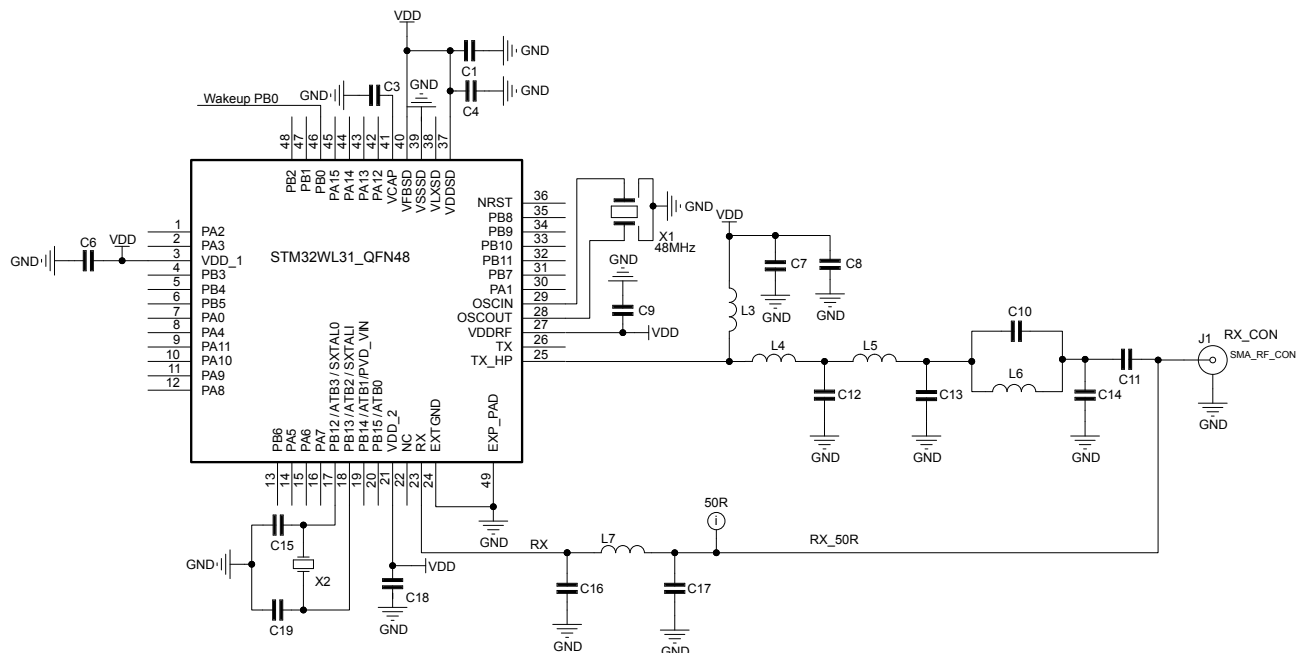 VDD
C1
GND
C3
GND
GND
C4
GND
Wakeup PB0
48
47
46
45
44
43
42
41
40
39
38
37
PB2
PB1
PB0
PA15
PA14
PA13
PA12
VCAP
VFBSD
VSSSD
VLXSD
VDDSD
STM32WL31_QFN48
C6
VDD
GND
1 PA2
2 PA3
3 VDD_1
4 PB3
5 PB4
6 PB5
7 PA0
8 PA4
9 PA11
10 PA10
11 PA9
12 PA8
NRST 36
PB8 35
PB9 34
PB10 33
PB11 32
PB7 31
PA1 30
OSCIN 29
OSCOUT 28
VDDRF 27
TX 26
TX_HP 25
GND
X1
48MHz
GND
C9
VDD
VDD
C7
C8
GND
GND
L3
L4
L5
C10
L6
C12
C13
C14
C11
GND
GND
GND
J1
RX_CON
SMA_RF_CON
GND
PB6
PA5
PA6
PA7
PB12/ATB3/SXTAL0
PB13/ATB2/SXTALI
PB14/ATB1/PVD_VIN
PB15/ATB0
VDD_2
NC
RX
EXTGND
EXP_PAD
13
14
15
16
17
18
19
20
21
22
23
24
49
GND
C15
GND
X2
C19
VDD
C18
GND
RX
L7
50R
i
RX_50R
C16
C17
GND
GND